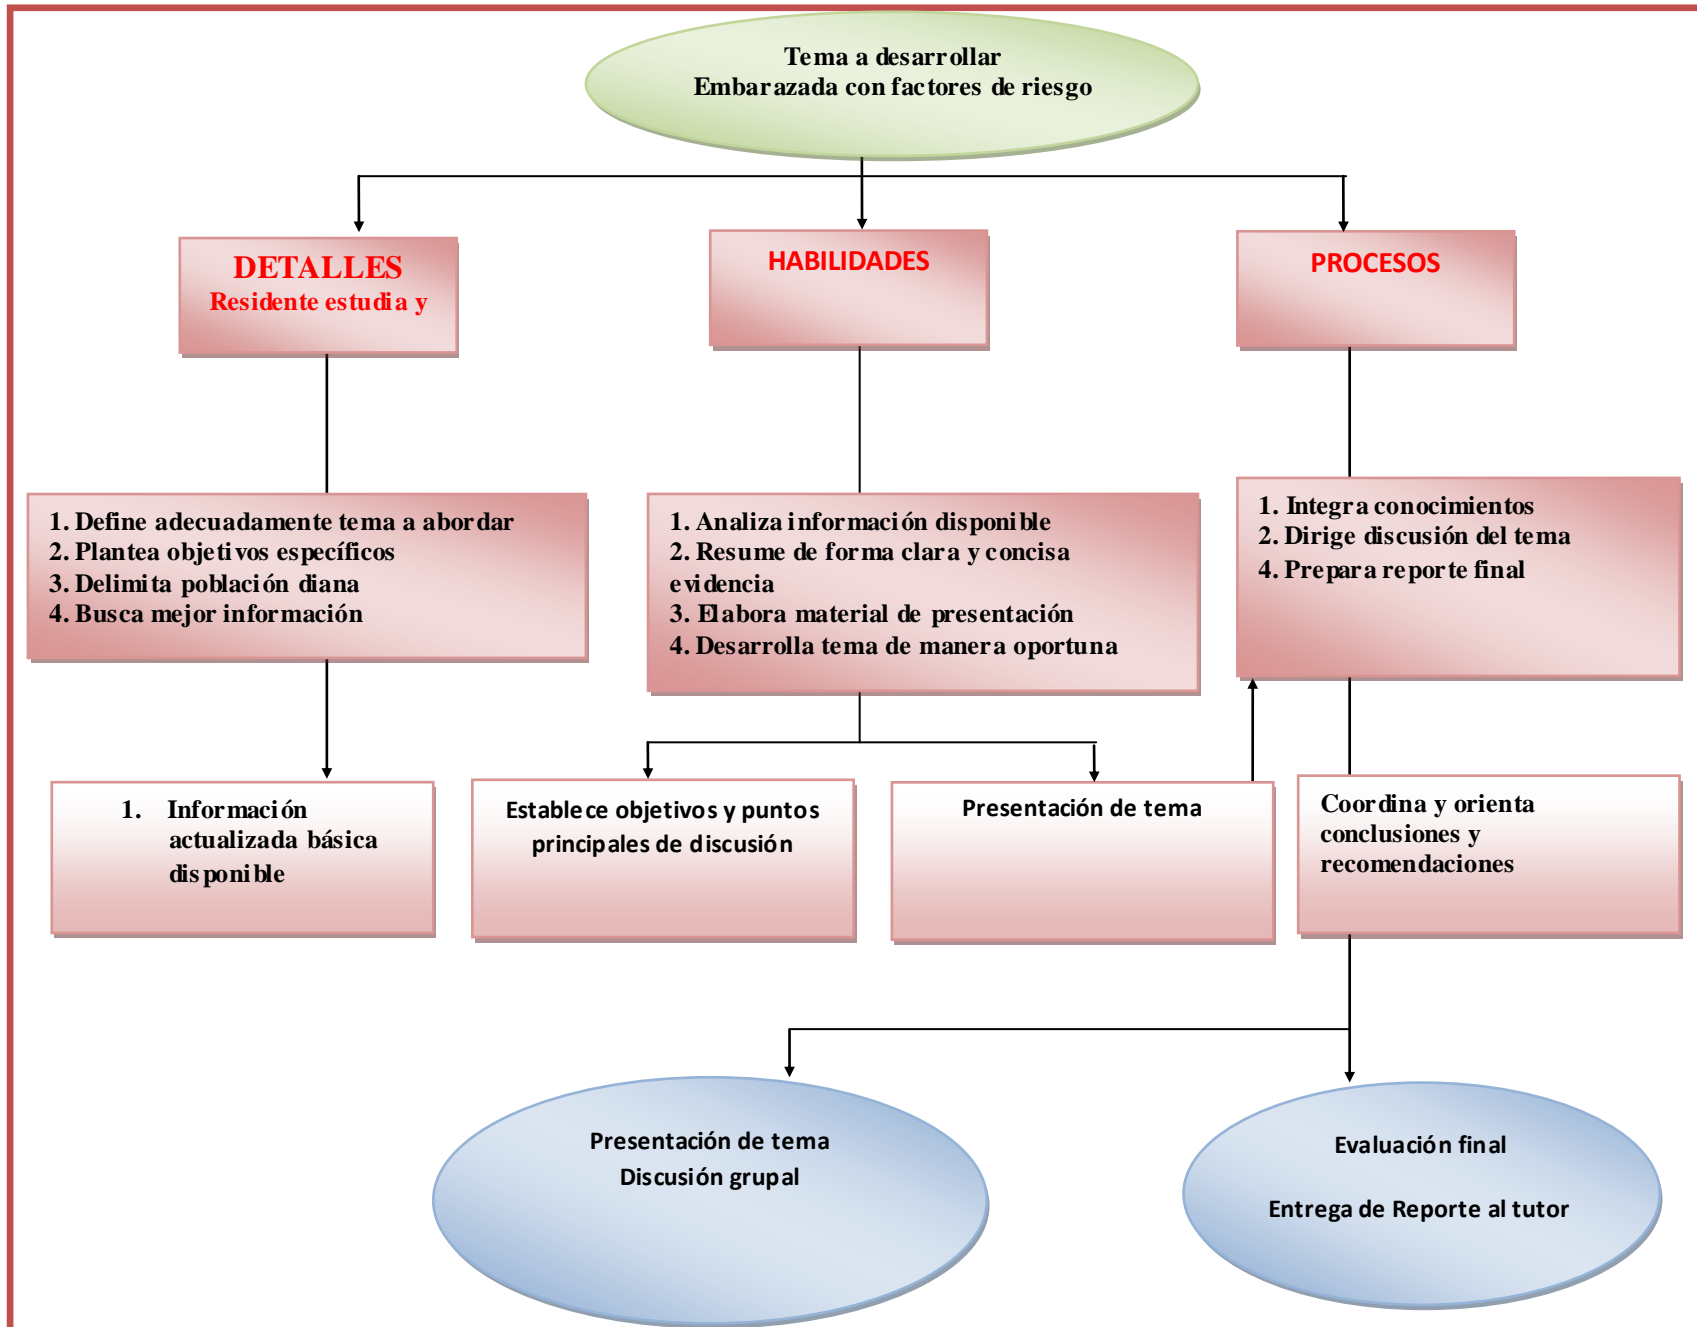 Tema a desarrollar
Embarazada con factores de riesgo
DETALLES
Residente estudia y
HABILIDADES
PROCESOS
1. Define adecuadamente tema a abordar
2. Plantea objetivos específicos
3. Delimita población diana
4. Busca mejor información
1. Analiza información disponible
2. Resume de forma clara y concisa
evidencia
3. Elabora material de presentación
4. Desarrolla tema de manera oportuna
1. Integra conocimientos
2. Dirige discusión del tema
4. Prepara reporte final
1. Información
actualizada básica
disponible
Establece objetivos y puntos
principales de discusión
Presentación de tema
Coordina y orienta
conclusiones y
recomendaciones
Presentación de tema
Discusión grupal
Evaluación final
Entrega de Reporte al tutor